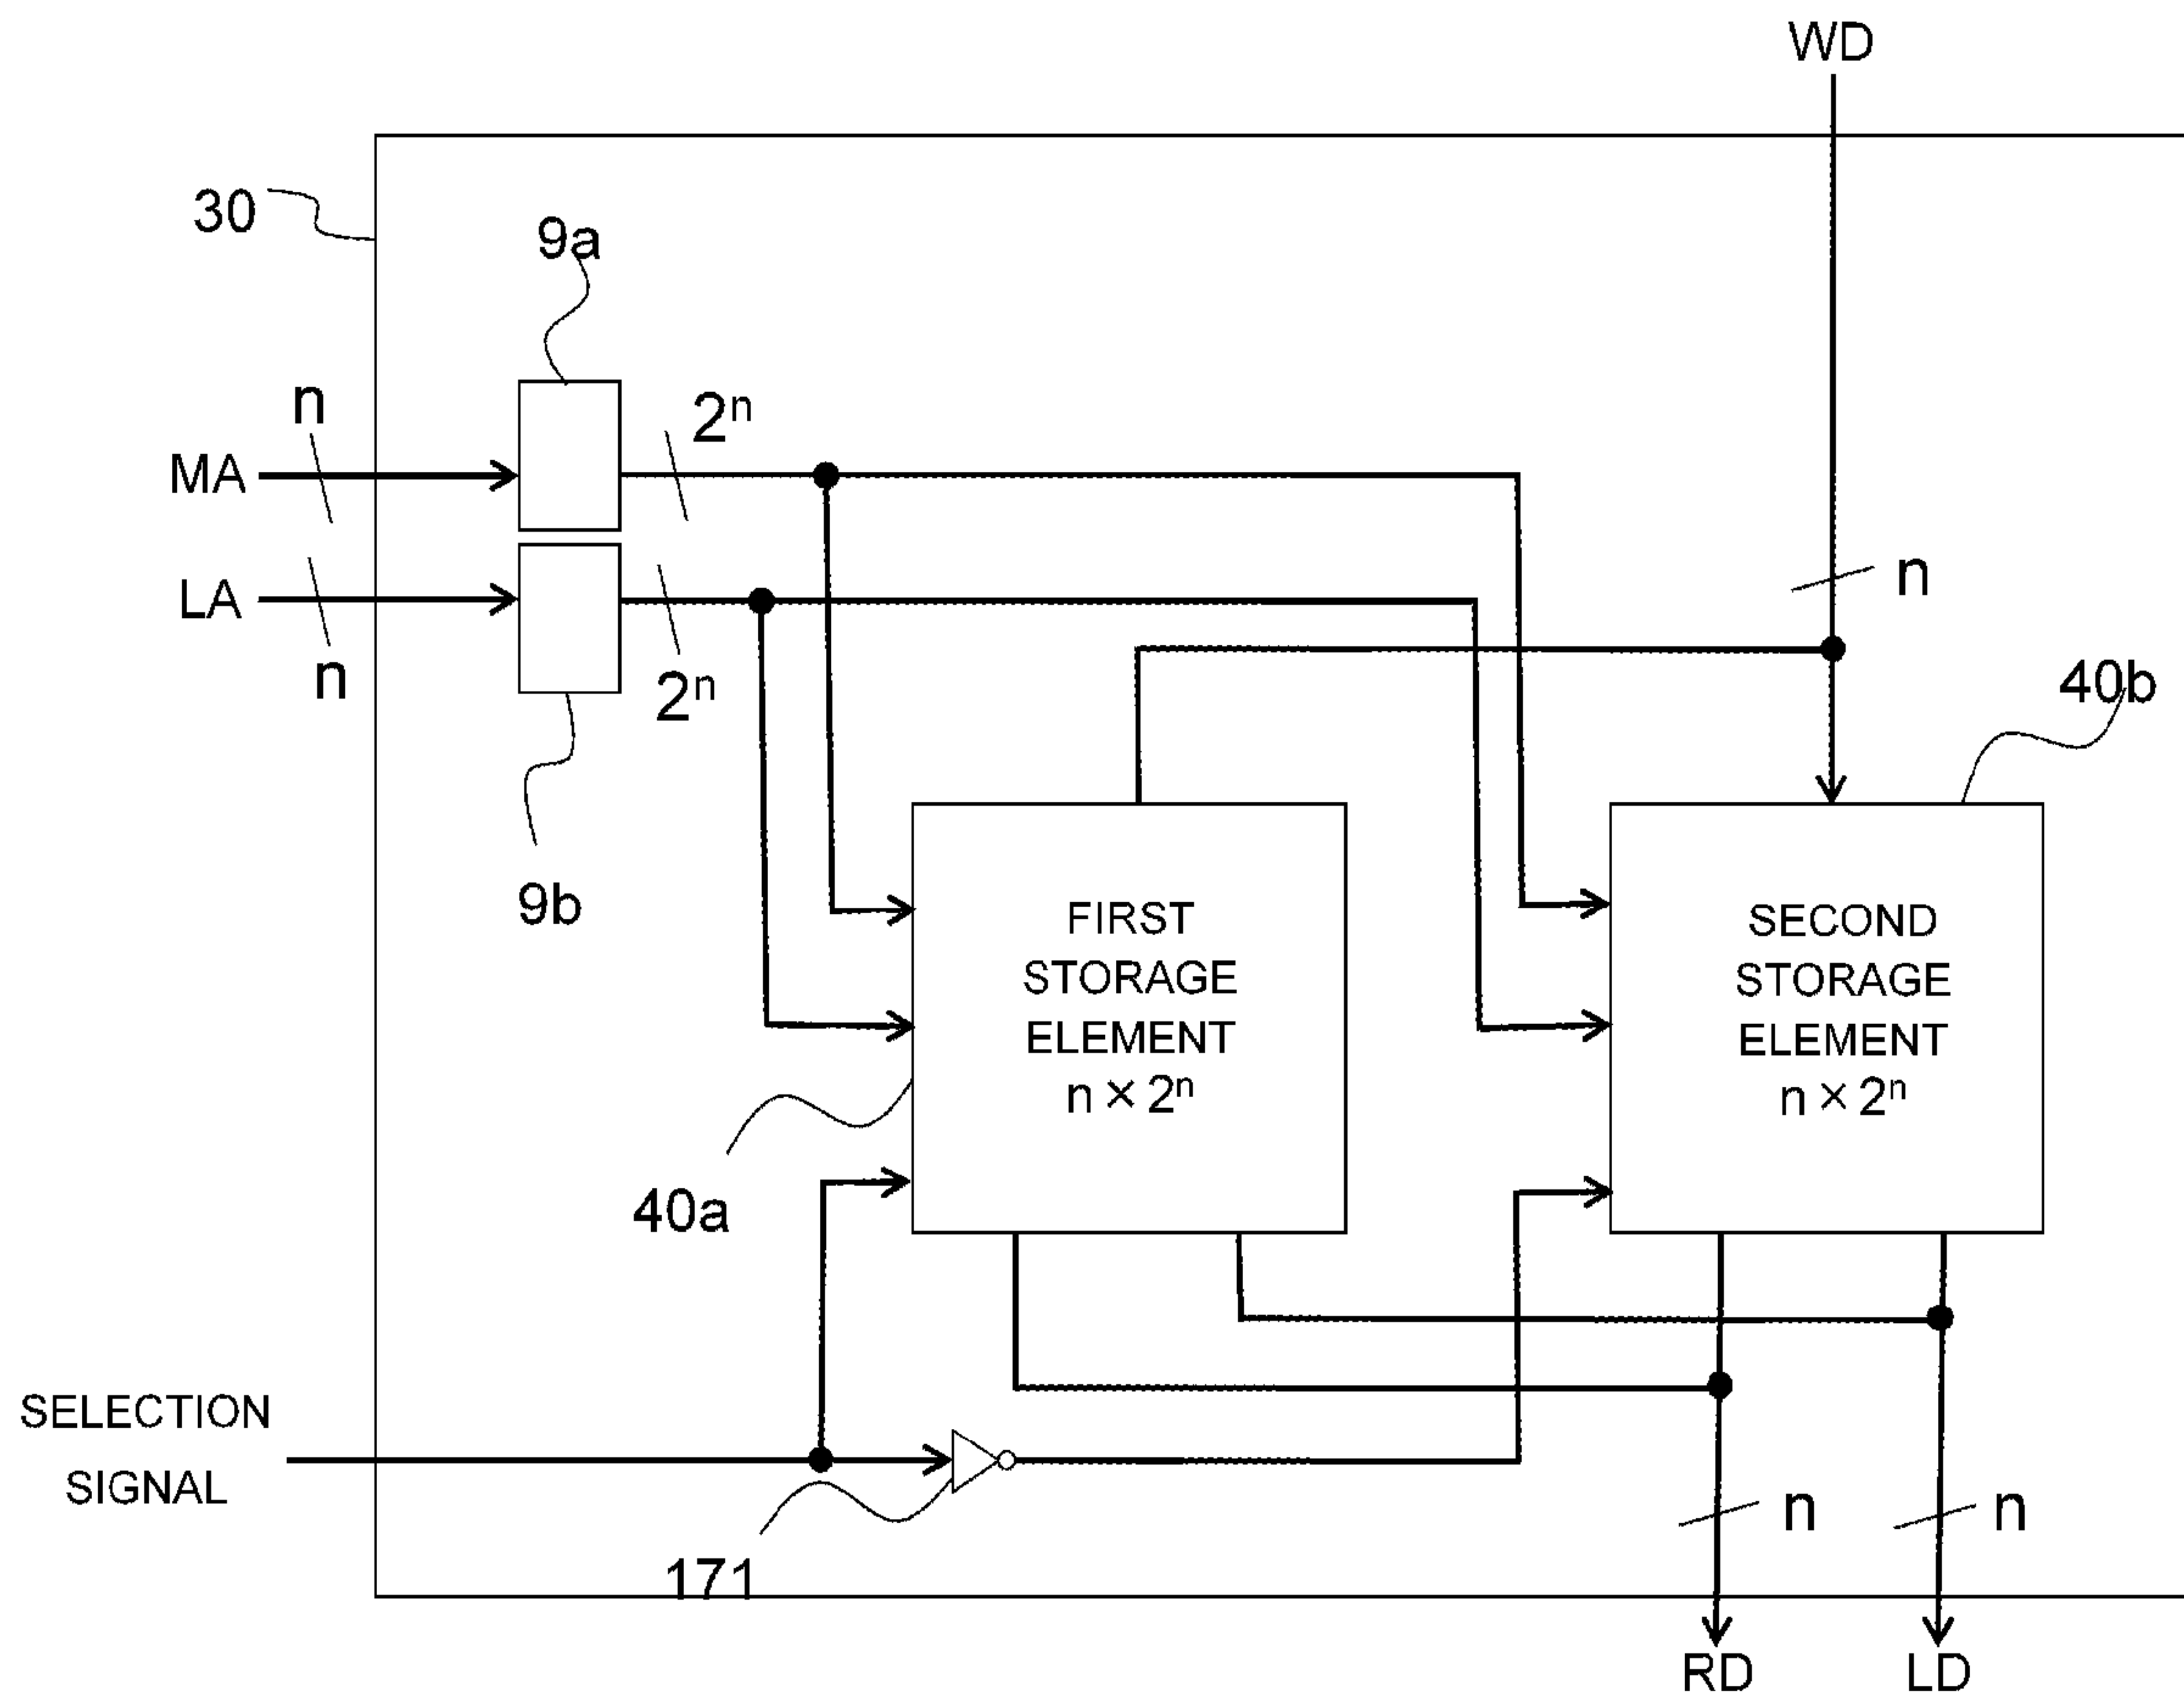 WD
30
9a
n
2ⁿ
MA
LA
n
n
2ⁿ
40b
9b
FIRST
STORAGE
ELEMENT
n × 2ⁿ
SECOND
STORAGE
ELEMENT
n × 2ⁿ
40a
SELECTION
SIGNAL
171
n
n
RD
LD